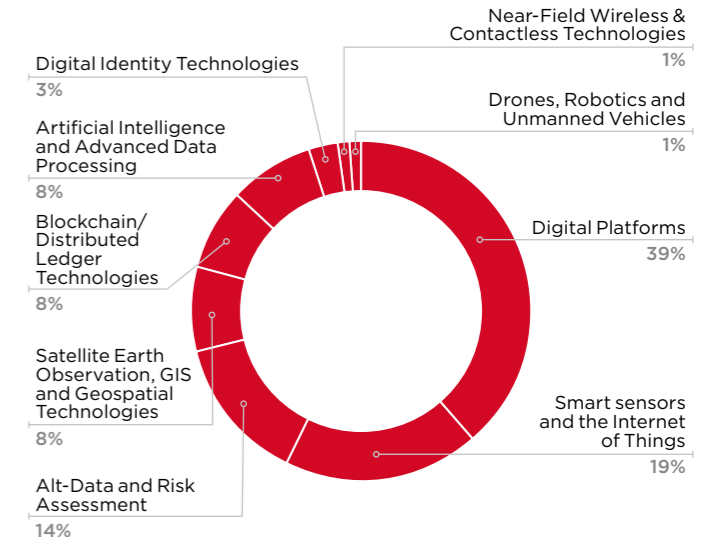 Near-Field Wireless &
Contactless Technologies
1%
Drones, Robotics and
Unmanned Vehicles
1%
Digital Platforms
39%
Smart sensors
and the Internet
of Things
19%
Digital Identity Technologies
3%
Artificial Intelligence
and Advanced Data
Processing
8%
Blockchain/
Distributed
Ledger
Technologies
8%
Satellite Earth
Observation, GIS
and Geospatial
Technologies
8%
Alt-Data and Risk
Assessment
14%